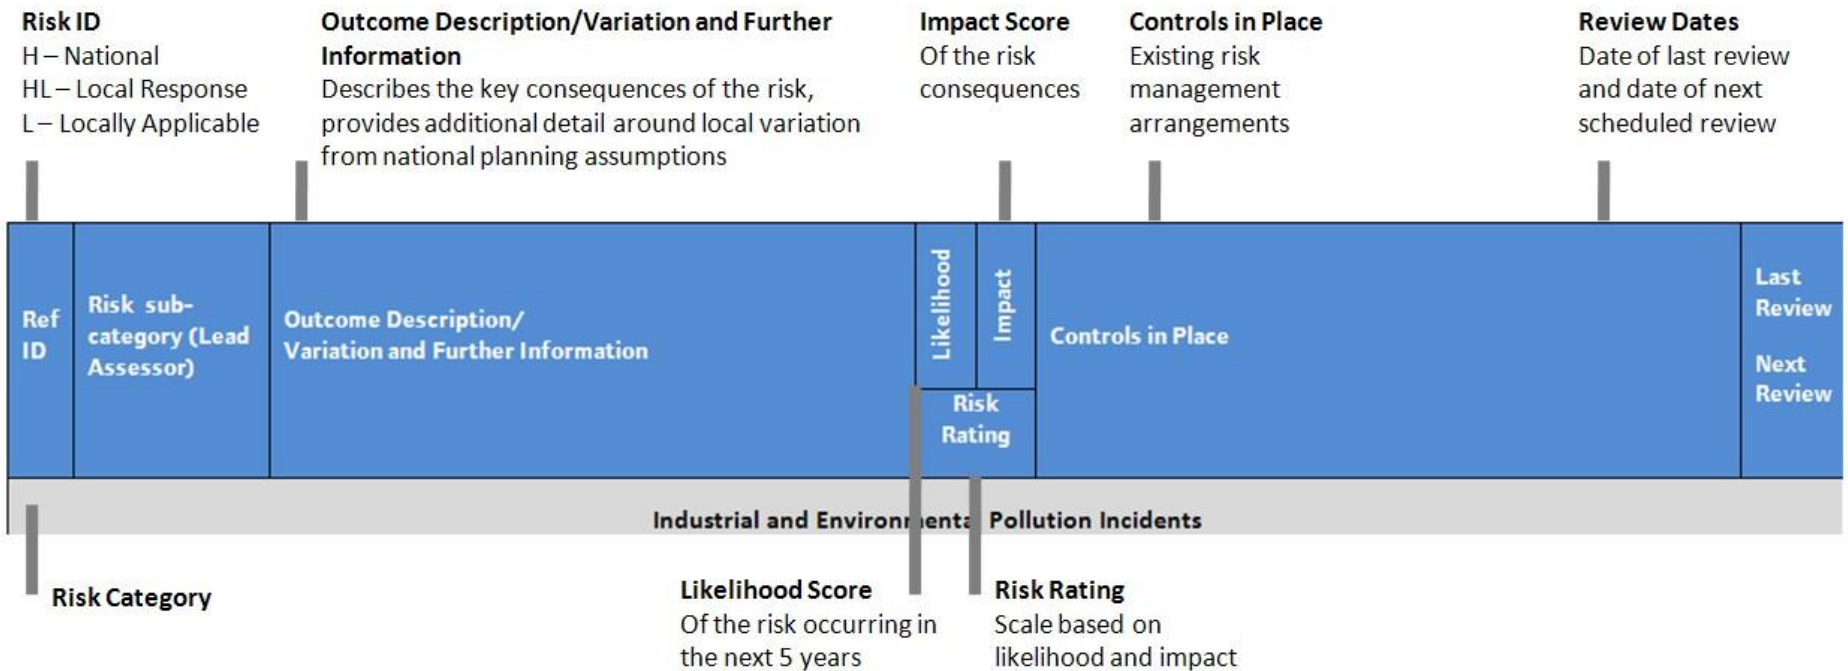 Risk ID
H – National
HL – Local Response
L – Locally Applicable
Outcome Description/Variation and Further
Information
Describes the key consequences of the risk,
provides additional detail around local variation
from national planning assumptions
Impact Score
Of the risk
consequences
Controls in Place
Existing risk
management
arrangements
Review Dates
Date of last review
and date of next
scheduled review
Ref
ID
Risk sub-
category (Lead
Assessor)
Outcome Description/
Variation and Further Information
Likelihood
Impact
Risk
Rating
Controls in Place
Last
Review
Next
Review
Industrial and Environmental Pollution Incidents
Risk Category
Likelihood Score
Of the risk occurring in
the next 5 years
Risk Rating
Scale based on
likelihood and impact